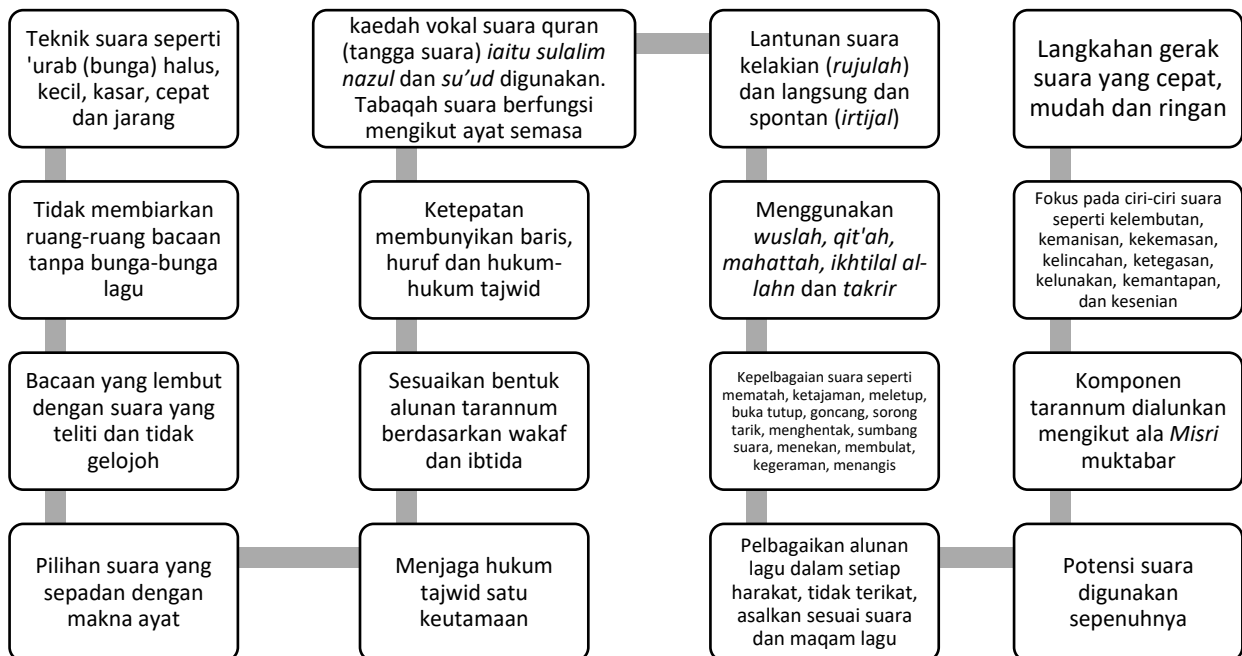 Teknik suara seperti
'urab (bunga) halus,
kecil, kasar, cepat
dan jarang
Tidak membiarkan
ruang-ruang bacaan
tanpa bunga-bunga
lagu
Bacaan yang lembut
dengan suara yang
teliti dan tidak
gelojoh
Pilihan suara yang
sepadan dengan
makna ayat
Menjaga hukum
tajwid satu
keutamaan
Sesuaikan bentuk
alunan tarannum
berdasarkan wakaf
dan ibtida
Ketepatan
membunyikan baris,
huruf dan hukum-
hukum tajwid
kaedah vokal suara quran
(tangga suara) iaitu sulalim
nazul dan su’ud digunakan.
Tabaqah suara berfungsi
mengikut ayat semasa
Lantunan suara
kelakian (rujulah)
dan langsung dan
spontan (irtijal)
Menggunakan
wuslah, qit'ah,
mahattah, ikhtilal al-
lahn dan takrir
Kepelbagaian suara seperti
mematah, ketajaman, meletup,
buka tutup, goncang, sorong
tarik, menghentak, sumbang
suara, menekan, membulat,
kegeraman, menangis
Pelbagaikan alunan
lagu dalam setiap
harakat, tidak terikat,
asalkan sesuai suara
dan maqam lagu
Potensi suara
digunakan
sepenuhnya
Komponen
tarannum dialunkan
mengikut ala Misri
muktabar
Fokus pada ciri-ciri suara
seperti kelembutan,
kemanisan, kekemasan,
kelincahan, ketegasan,
kelunakan, kemantapan,
dan kesenian
Langkahan gerak
suara yang cepat,
mudah dan ringan